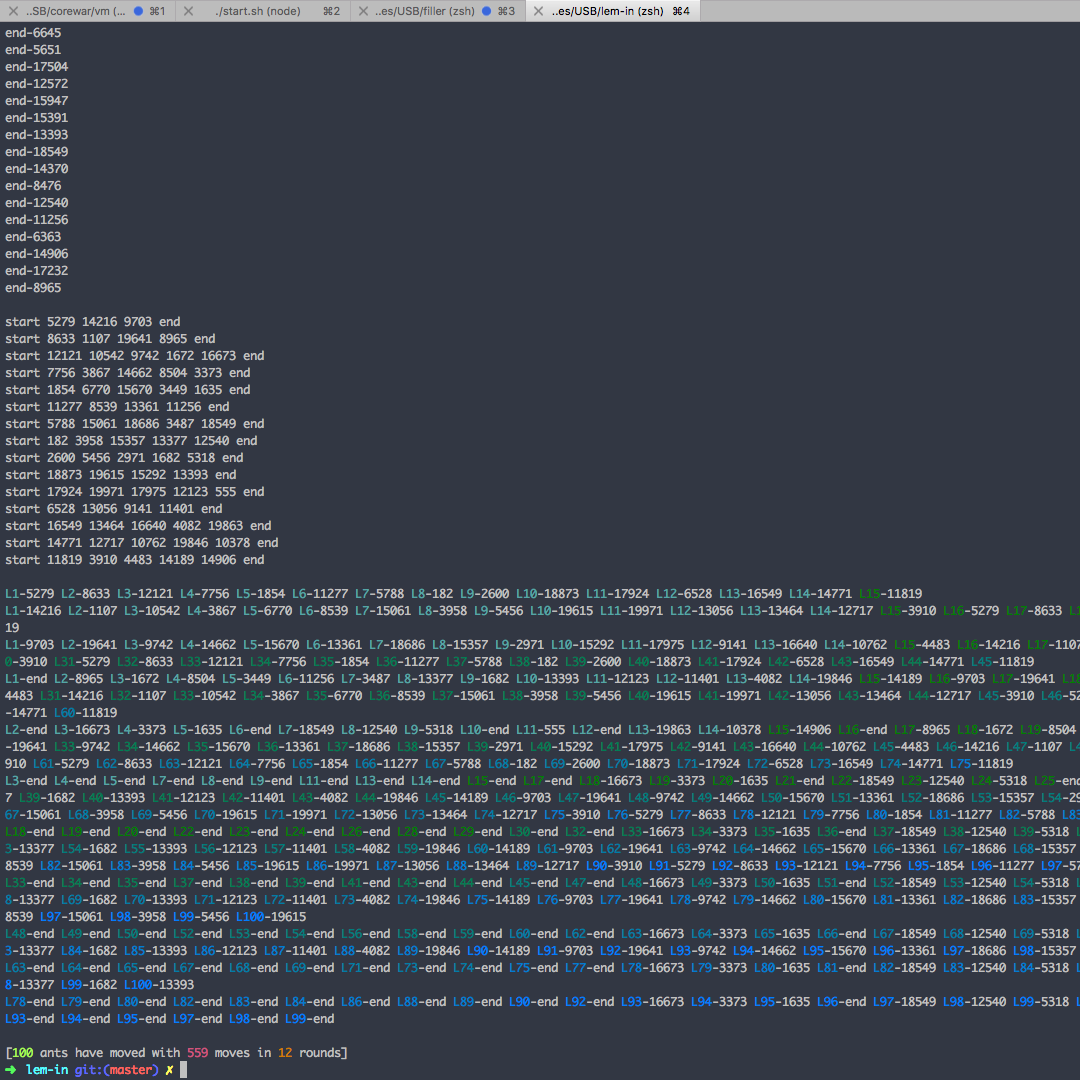 ..SB/corewar/vm (... ⌘1 ./start.sh (node) ⌘2 ..es/USB/filler (zsh) ⌘3 ..es/USB/lem-in (zsh) ⌘4
end-6645
end-5651
end-17504
end-12572
end-15947
end-15391
end-13393
end-18549
end-14370
end-8476
end-12540
end-11256
end-6363
end-14906
end-17232
end-8965
start 5279 14216 9703 end
start 8633 1107 19641 8965 end
start 12121 10542 9742 1672 16673 end
start 7756 3867 14662 8504 3373 end
start 1854 6770 15670 3449 1635 end
start 11277 8539 13361 11256 end
start 5788 15061 18686 3487 18549 end
start 182 3958 15357 13377 12540 end
start 2600 5456 2971 1682 5318 end
start 18873 19615 15292 13393 end
start 17924 19971 17975 12123 555 end
start 6528 13056 9141 11401 end
start 16549 13464 16640 4082 19863 end
start 14771 12717 10762 19846 10378 end
start 11819 3910 4483 14189 14906 end
L1-5279 L2-8633 L3-12121 L4-7756 L5-1854 L6-11277 L7-5788 L8-182 L9-2600 L10-18873 L11-17924 L12-6528 L13-16549 L14-14771 L15-11819
L1-14216 L2-1107 L3-10542 L4-3867 L5-6770 L6-8539 L7-15061 L8-3958 L9-5456 L10-19615 L11-19971 L12-13056 L13-13464 L14-12717 L15-3910 L16-5279 L17-8633 L1
19
L1-9703 L2-19641 L3-9742 L4-14662 L5-15670 L6-13361 L7-18686 L8-15357 L9-2971 L10-15292 L11-17975 L12-9141 L13-16640 L14-10762 L15-4483 L16-14216 L17-1107
0-3910 L31-5279 L32-8633 L33-12121 L34-7756 L35-1854 L36-11277 L37-5788 L38-182 L39-2600 L40-18873 L41-17924 L42-6528 L43-16549 L44-14771 L45-11819
L1-end L2-8965 L3-1672 L4-8504 L5-3449 L6-11256 L7-3487 L8-13377 L9-1682 L10-13393 L11-12123 L12-11401 L13-4082 L14-19846 L15-14189 L16-9703 L17-19641 L18
4483 L31-14216 L32-1107 L33-10542 L34-3867 L35-6770 L36-8539 L37-15061 L38-3958 L39-5456 L40-19615 L41-19971 L42-13056 L43-13464 L44-12717 L45-3910 L46-52
-14771 L60-11819
L2-end L3-16673 L4-3373 L5-1635 L6-end L7-18549 L8-12540 L9-5318 L10-end L11-555 L12-end L13-19863 L14-10378 L15-14906 L16-end L17-8965 L18-1672 L19-8504
-19641 L33-9742 L34-14662 L35-15670 L36-13361 L37-18686 L38-15357 L39-2971 L40-15292 L41-17975 L42-9141 L43-16640 L44-10762 L45-4483 L46-14216 L47-1107 L4
910 L61-5279 L62-8633 L63-12121 L64-7756 L65-1854 L66-11277 L67-5788 L68-182 L69-2600 L70-18873 L71-17924 L72-6528 L73-16549 L74-14771 L75-11819
L3-end L4-end L5-end L7-end L8-end L9-end L11-end L13-end L14-end L15-end L17-end L18-16673 L19-3373 L20-1635 L21-end L22-18549 L23-12540 L24-5318 L25-end
7 L39-1682 L40-13393 L41-12123 L42-11401 L43-4082 L44-19846 L45-14189 L46-9703 L47-19641 L48-9742 L49-14662 L50-15670 L51-13361 L52-18686 L53-15357 L54-29
67-15061 L68-3958 L69-5456 L70-19615 L71-19971 L72-13056 L73-13464 L74-12717 L75-3910 L76-5279 L77-8633 L78-12121 L79-7756 L80-1854 L81-11277 L82-5788 L83
L18-end L19-end L20-end L22-end L23-end L24-end L26-end L28-end L29-end L30-end L32-end L33-16673 L34-3373 L35-1635 L36-end L37-18549 L38-12540 L39-5318
3-13377 L54-1682 L55-13393 L56-12123 L57-11401 L58-4082 L59-19846 L60-14189 L61-9703 L62-19641 L63-9742 L64-14662 L65-15670 L66-13361 L67-18686 L68-15357
8539 L82-15061 L83-3958 L84-5456 L85-19615 L86-19971 L87-13056 L88-13464 L89-12717 L90-3910 L91-5279 L92-8633 L93-12121 L94-7756 L95-1854 L96-11277 L97-57
L33-end L34-end L35-end L37-end L38-end L39-end L41-end L43-end L44-end L45-end L47-end L48-16673 L49-3373 L50-1635 L51-end L52-18549 L53-12540 L54-5318
8-13377 L69-1682 L70-13393 L71-12123 L72-11401 L73-4082 L74-19846 L75-14189 L76-9703 L77-19641 L78-9742 L79-14662 L80-15670 L81-13361 L82-18686 L83-15357
8539 L97-15061 L98-3958 L99-5456 L100-19615
L48-end L49-end L50-end L52-end L53-end L54-end L56-end L58-end L59-end L60-end L62-end L63-16673 L64-3373 L65-1635 L66-end L67-18549 L68-12540 L69-5318
3-13377 L84-1682 L85-13393 L86-12123 L87-11401 L88-4082 L89-19846 L90-14189 L91-9703 L92-19641 L93-9742 L94-14662 L95-15670 L96-13361 L97-18686 L98-15357
L63-end L64-end L65-end L67-end L68-end L69-end L71-end L73-end L74-end L75-end L77-end L78-16673 L79-3373 L80-1635 L81-end L82-18549 L83-12540 L84-5318
8-13377 L99-1682 L100-13393
L78-end L79-end L80-end L82-end L83-end L84-end L86-end L88-end L89-end L90-end L92-end L93-16673 L94-3373 L95-1635 L96-end L97-18549 L98-12540 L99-5318
L93-end L94-end L95-end L97-end L98-end L99-end
[100 ants have moved with 559 moves in 12 rounds]
➜ lem-in git:(master) ✗